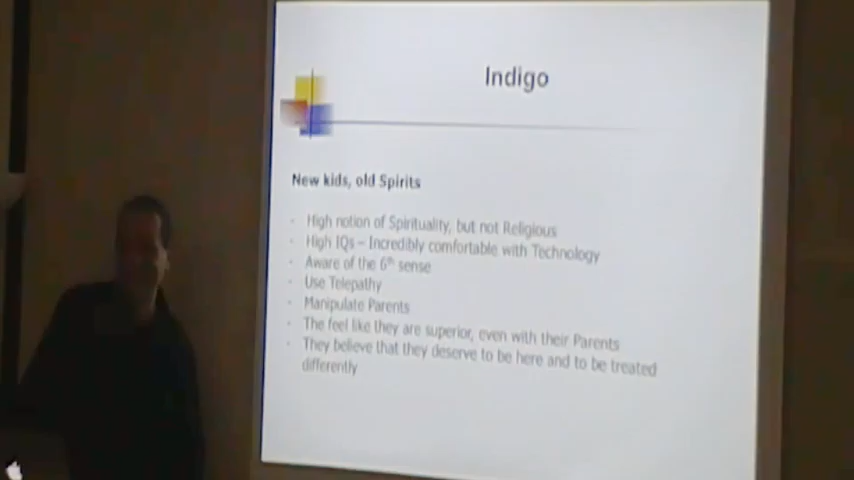 Indigo
New kids, old Spirits
- High notion of Spirituality, but not Religious
- High IQs – Incredibly comfortable with Technology
- Aware of the 6th sense
- Use Telepathy
- Manipulate Parents
- The feel like they are superior, even with their Parents
- They believe that they deserve to be here and to be treated
differently